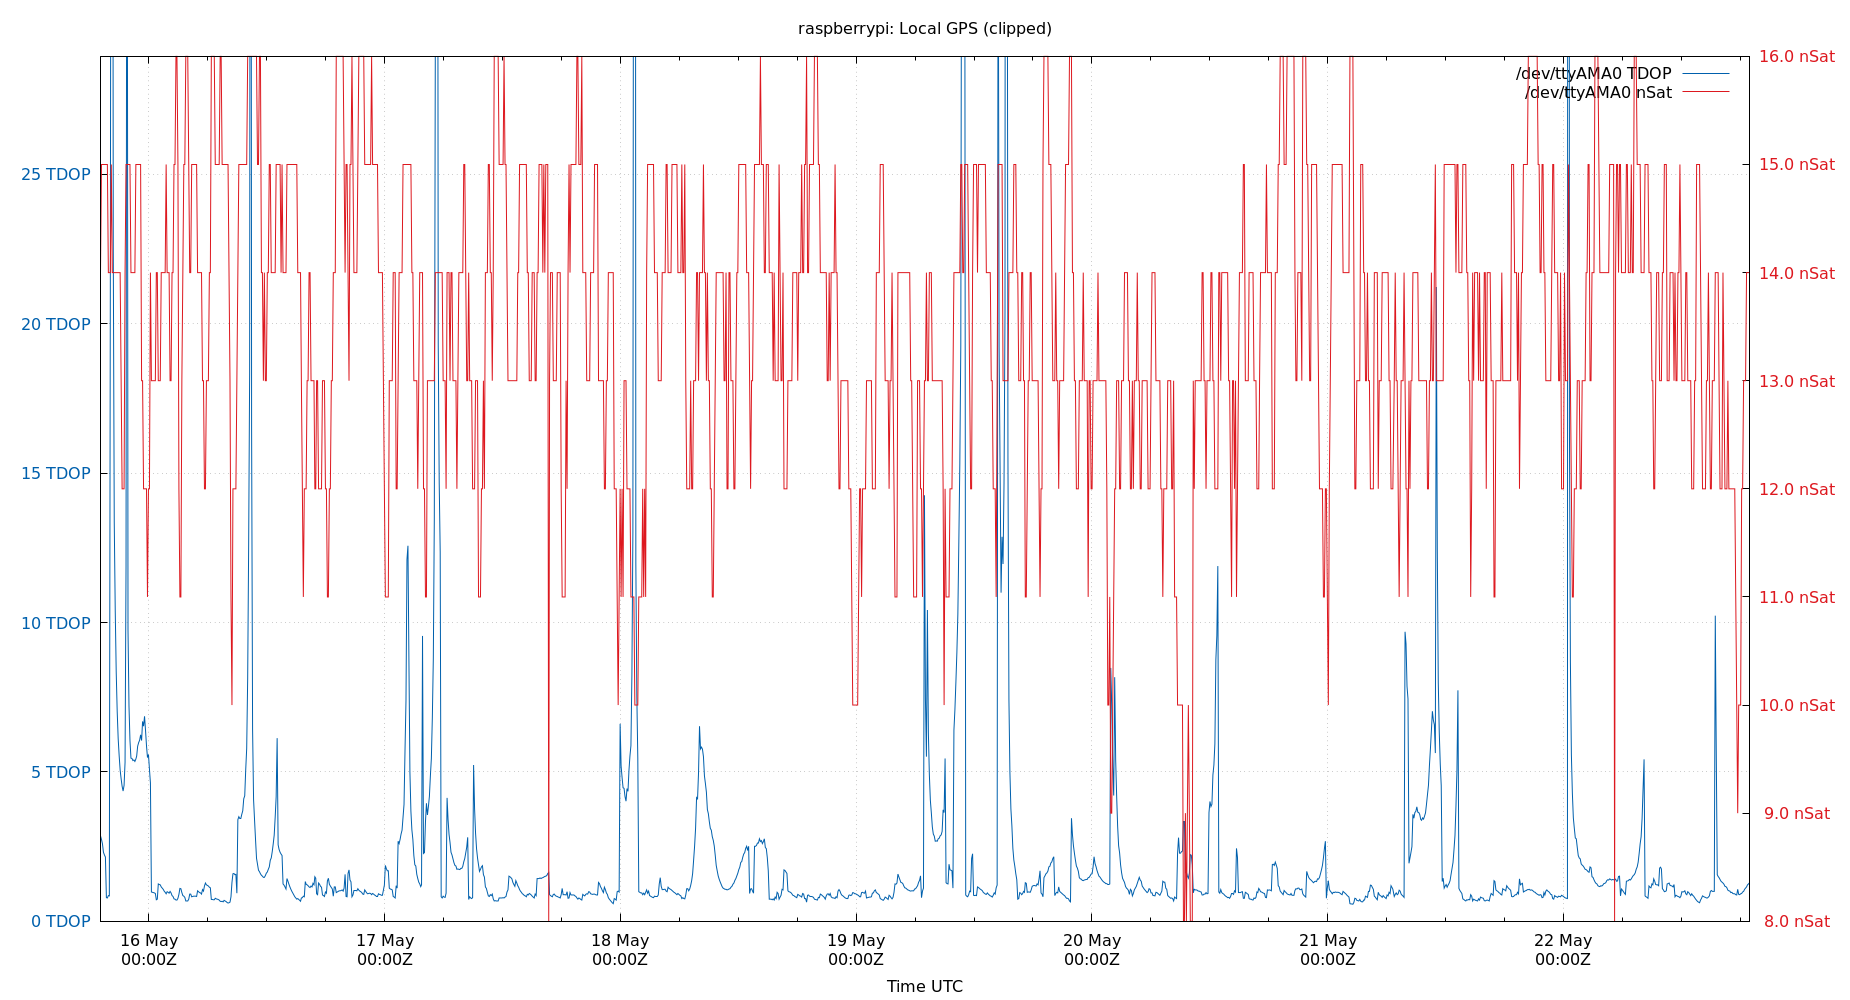 raspberrypi: Local GPS (clipped)
/dev/ttyAMA0 TDOP
/dev/ttyAMA0 nSat
25 TDOP
20 TDOP
15 TDOP
10 TDOP
5 TDOP
0 TDOP
16.0 nSat
15.0 nSat
14.0 nSat
13.0 nSat
12.0 nSat
11.0 nSat
10.0 nSat
9.0 nSat
8.0 nSat
16 May 17 May 18 May 19 May 20 May 21 May 22 May
00:00Z 00:00Z 00:00Z 00:00Z 00:00Z 00:00Z 00:00Z
Time UTC